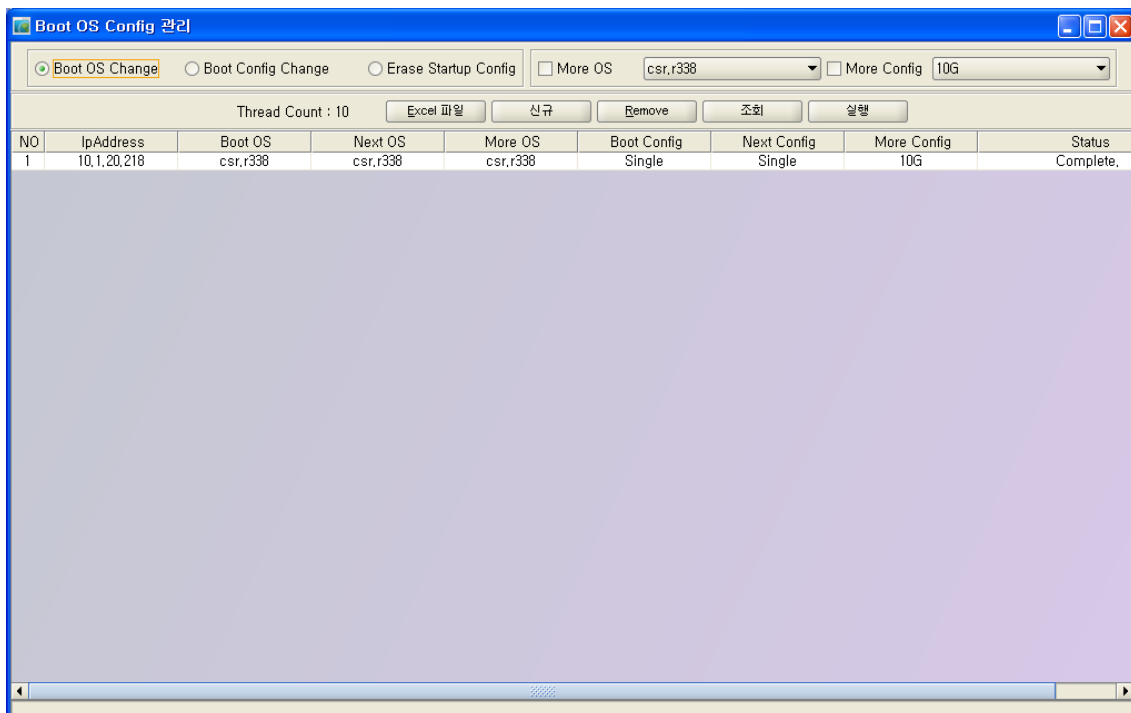 Boot OS Config 관리
Boot OS Change Boot Config Change Erase Startup Config More OS csr,r338 More Config 10G
Thread Count : 10 Excel 파일 신규 Remove 조회 실행
NO IpAddress Boot OS Next OS More OS Boot Config Next Config More Config Status
1 10,1,20,218 csr,r338 csr,r338 csr,r338 Single Single 10G Complete,